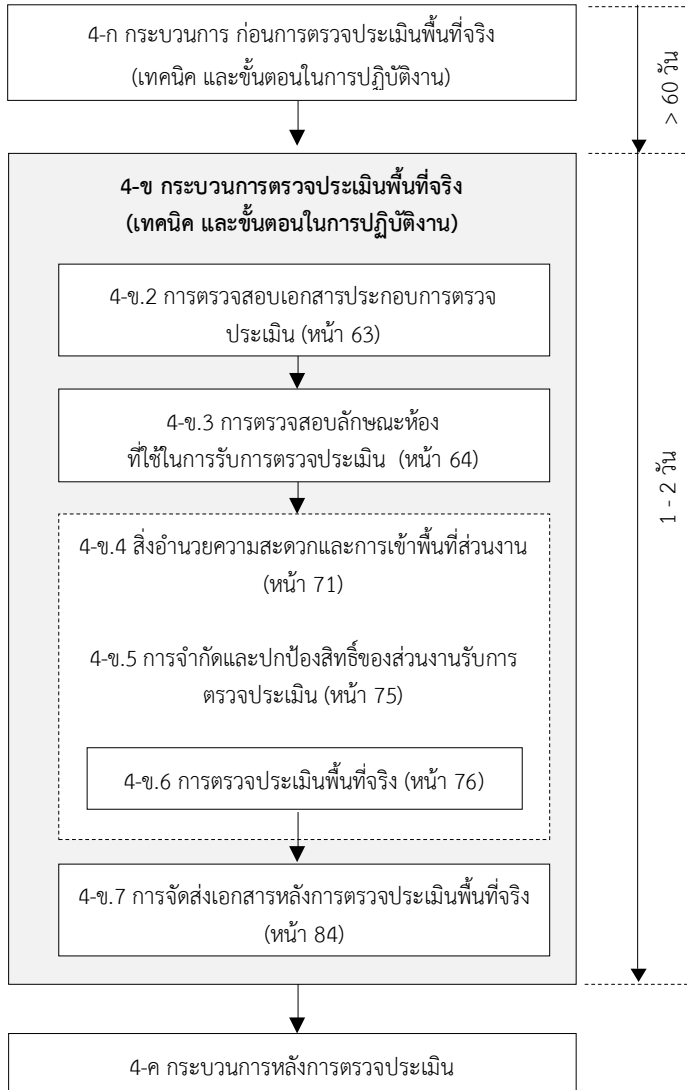 4-ก กระบวนการ ก่อนการตรวจประเมินพื้นที่จริง
(เทคนิค และขั้นตอนในการปฏิบัติงาน)
> 60 วัน
4-ข กระบวนการตรวจประเมินพื้นที่จริง
(เทคนิค และขั้นตอนในการปฏิบัติงาน)
4-ข.2 การตรวจสอบเอกสารประกอบการตรวจ
ประเมิน (หน้า 63)
4-ข.3 การตรวจสอบลักษณะห้อง
ที่ใช้ในการรับการตรวจประเมิน (หน้า 64)
1 - 2 วัน
4-ข.4 สิ่งอำนวยความสะดวกและการเข้าพื้นที่ส่วนงาน
(หน้า 71)
4-ข.5 การจำกัดและปกป้องสิทธิ์ของส่วนงานรับการ
ตรวจประเมิน (หน้า 75)
4-ข.6 การตรวจประเมินพื้นที่จริง (หน้า 76)
4-ข.7 การจัดส่งเอกสารหลังการตรวจประเมินพื้นที่จริง
(หน้า 84)
4-ค กระบวนการหลังการตรวจประเมิน